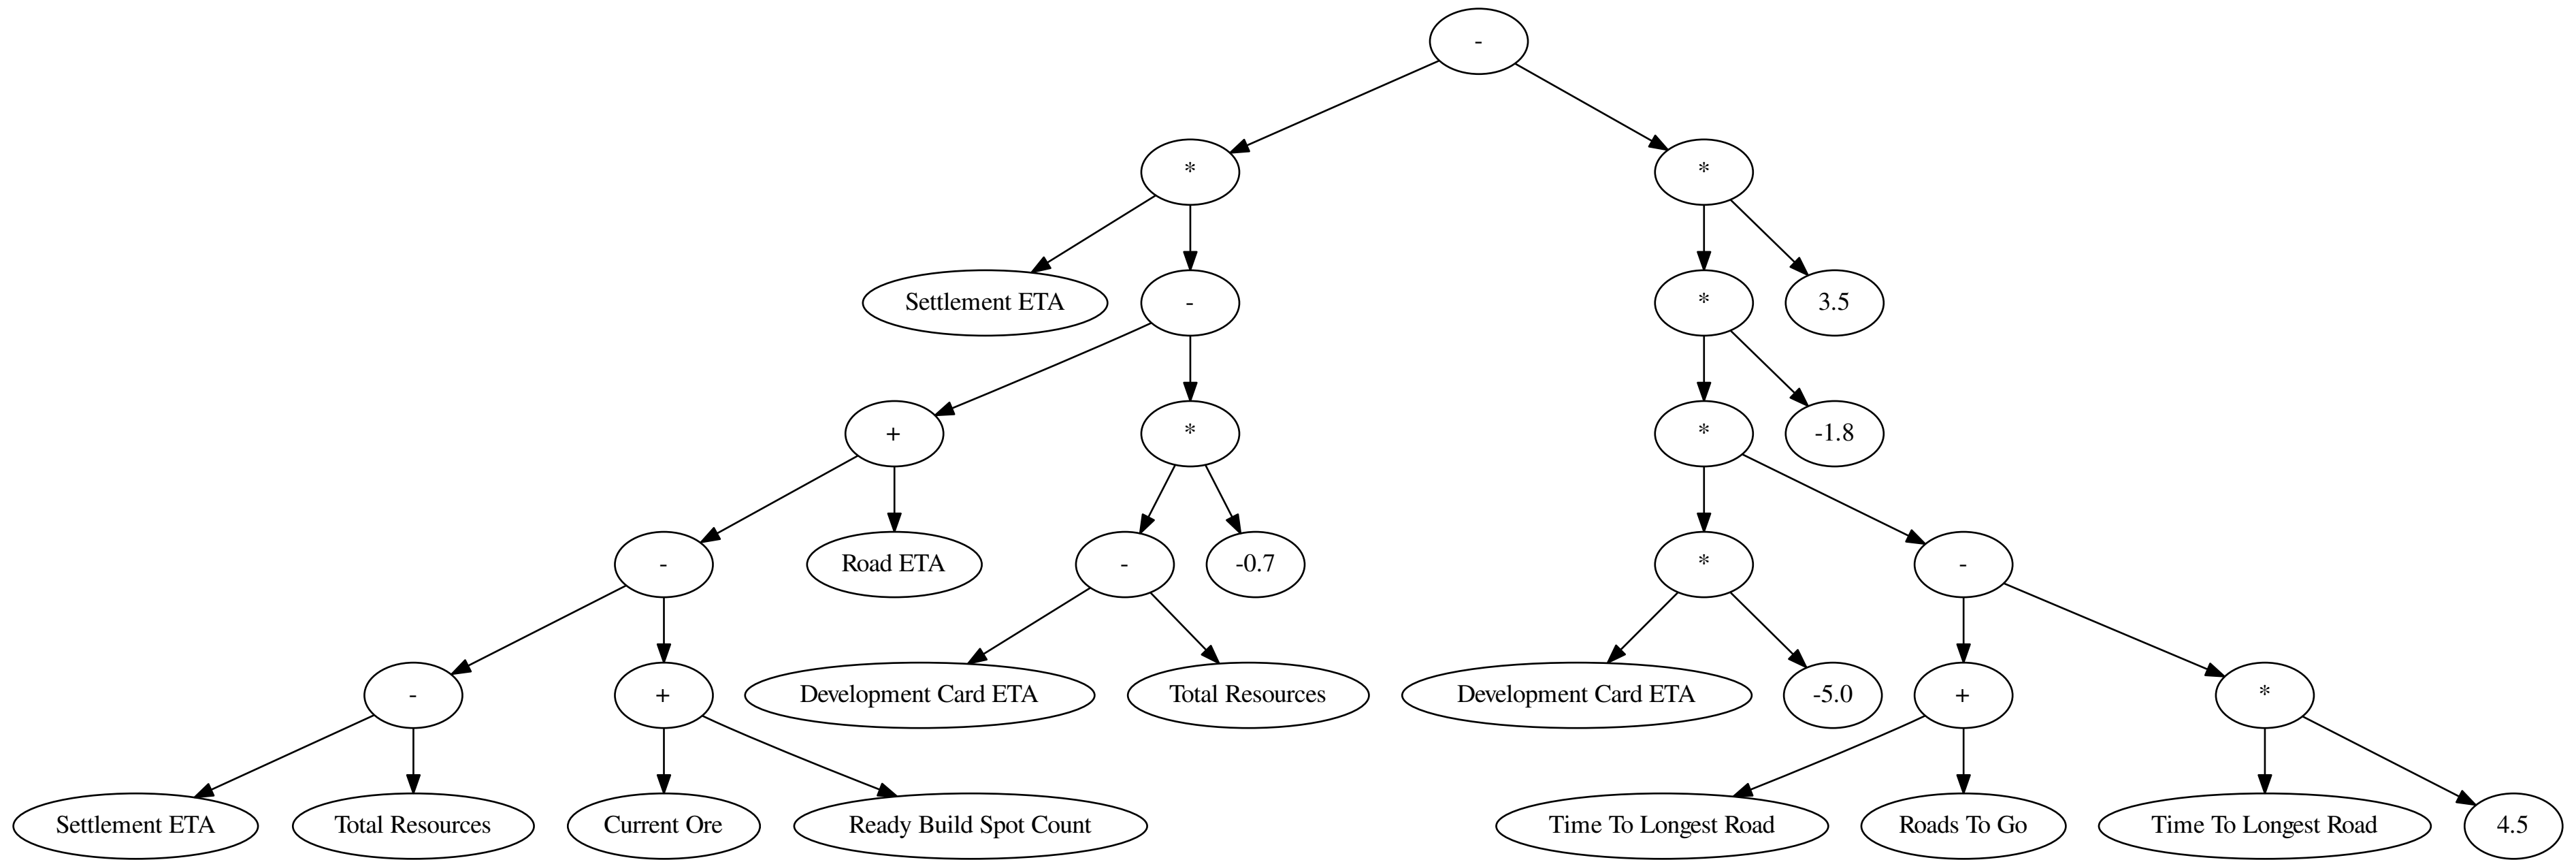 -
*
*
Settlement ETA
-
*
3.5
+
*
*
-1.8
-
Road ETA
-
-0.7
*
-
-
+
Development Card ETA
Total Resources
Development Card ETA
-5.0
+
*
Settlement ETA
Total Resources
Current Ore
Ready Build Spot Count
Time To Longest Road
Roads To Go
Time To Longest Road
4.5